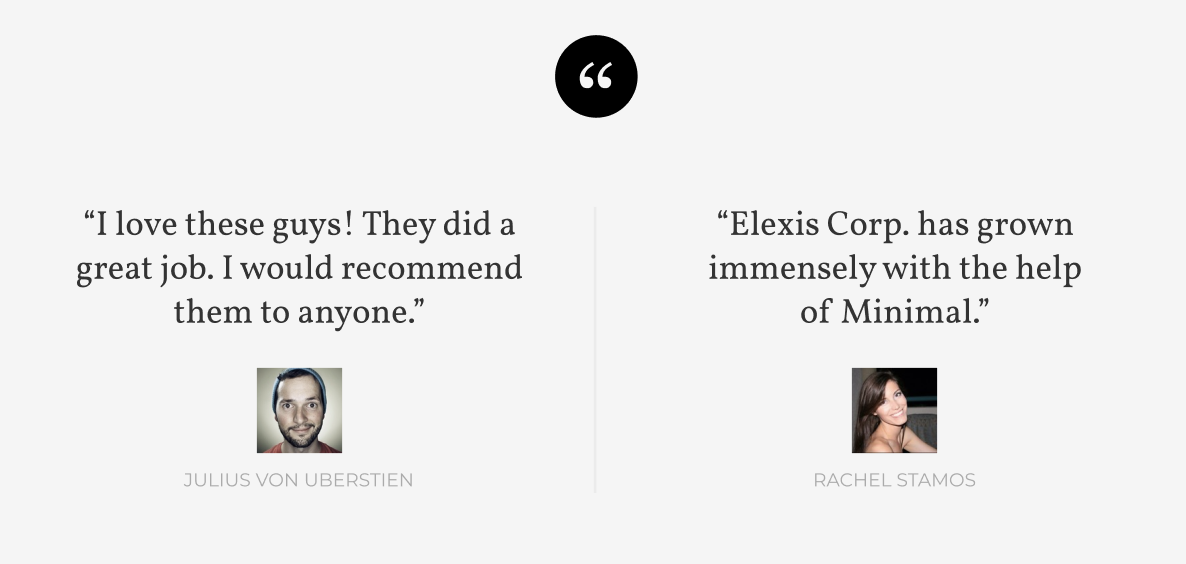 “
“I love these guys! They did a
great job. I would recommend
them to anyone.”
JULIUS VON UBERSTIEN
“Elexis Corp. has grown
immensely with the help
of Minimal.”
RACHEL STAMOS